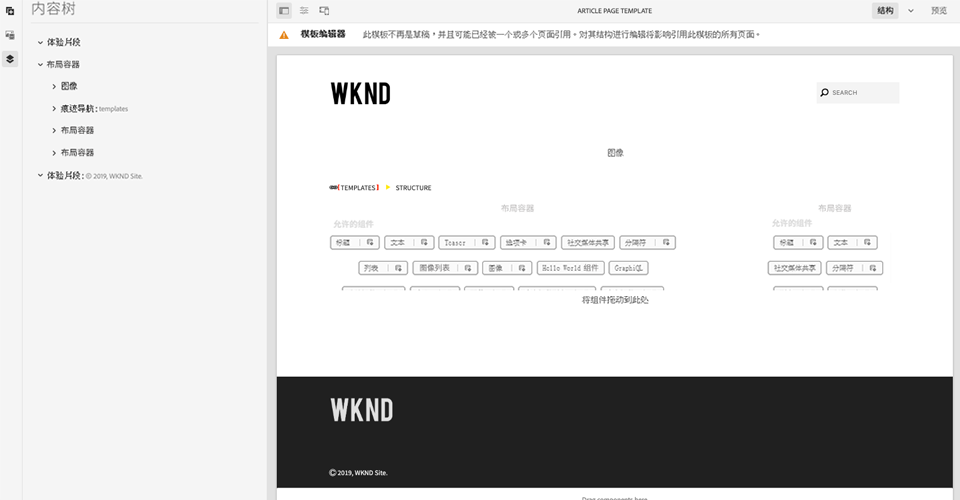 内容树
体验片段
布局容器
图像
痕迹导航: templates
布局容器
布局容器
体验片段: © 2019, WKND Site.
ARTICLE PAGE TEMPLATE
结构
预览
模板编辑器 此模板不再是草稿，并且可能已经被一个或多个页面引用。对其结构进行编辑将影响引用此模板的所有页面。
WKND
SEARCH
图像
TEMPLATES STRUCTURE
布局容器
允许的组件
标题 文本 Teaser 选项卡 社交媒体共享 分隔符
列表 图像列表 图像 Hello World 组件 GraphiQL
将组件拖动到此处
布局容器
允许的组件
标题 文本
社交媒体共享 分隔符
WKND
© 2019, WKND Site.
Drag components here